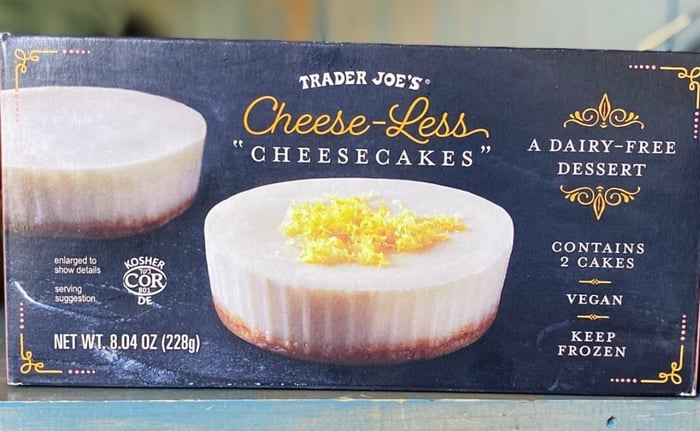 TRADER JOE'S
Cheese-Less
"CHEESECAKES"
A DAIRY-FREE
DESSERT
CONTAINS
2 CAKES
VEGAN
KEEP
FROZEN
enlarged to
show details
serving
suggestion
KOSHER
COR
801
DE
NET WT. 8.04 OZ (228g)